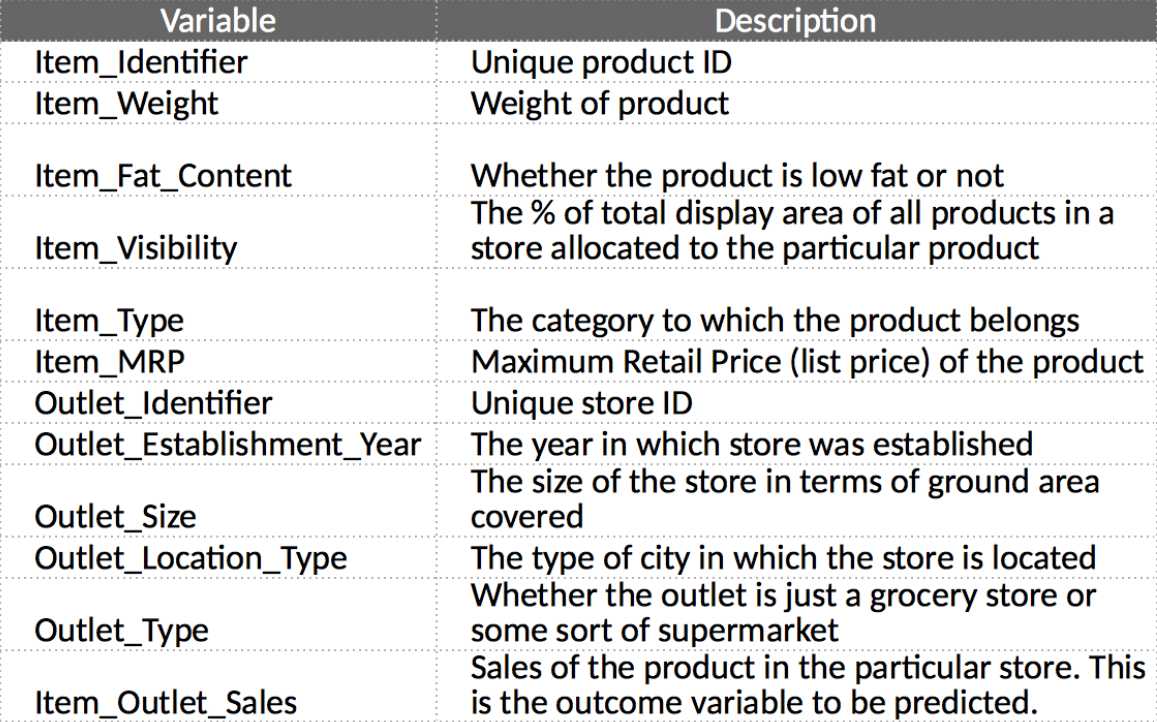 Variable Description
Item_Identifier Unique product ID
Item_Weight Weight of product
Item_Fat_Content Whether the product is low fat or not
The % of total display area of all products in a
Item_Visibility store allocated to the particular product
Item_Type The category to which the product belongs
Item_MRP Maximum Retail Price (list price) of the product
Outlet_Identifier Unique store ID
Outlet_Establishment_Year The year in which store was established
The size of the store in terms of ground area
Outlet_Size covered
Outlet_Location_Type The type of city in which the store is located
Whether the outlet is just a grocery store or
Outlet_Type some sort of supermarket
Sales of the product in the particular store. This
Item_Outlet_Sales is the outcome variable to be predicted.